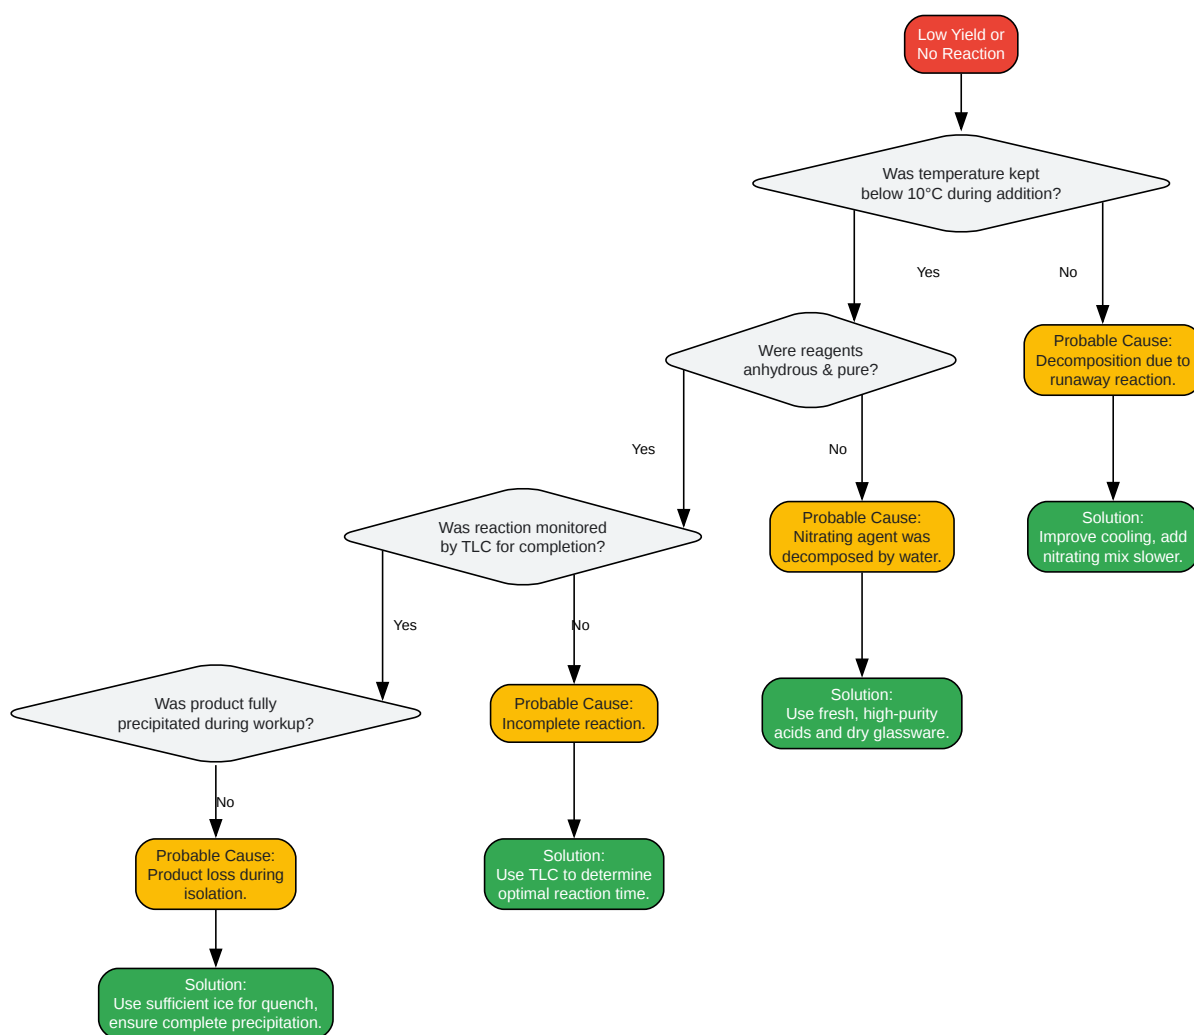 Low Yield or
No Reaction
Was temperature kept
below 10°C during addition?
Yes
No
Were reagents
anhydrous & pure?
Probable Cause:
Decomposition due to
runaway reaction.
Yes
No
Was reaction monitored
by TLC for completion?
Probable Cause:
Nitrating agent was
decomposed by water.
Solution:
Improve cooling, add
nitrating mix slower.
Yes
No
Was product fully
precipitated during workup?
Probable Cause:
Incomplete reaction.
Solution:
Use fresh, high-purity
acids and dry glassware.
No
Probable Cause:
Product loss during
isolation.
Solution:
Use TLC to determine
optimal reaction time.
Solution:
Use sufficient ice for quench,
ensure complete precipitation.